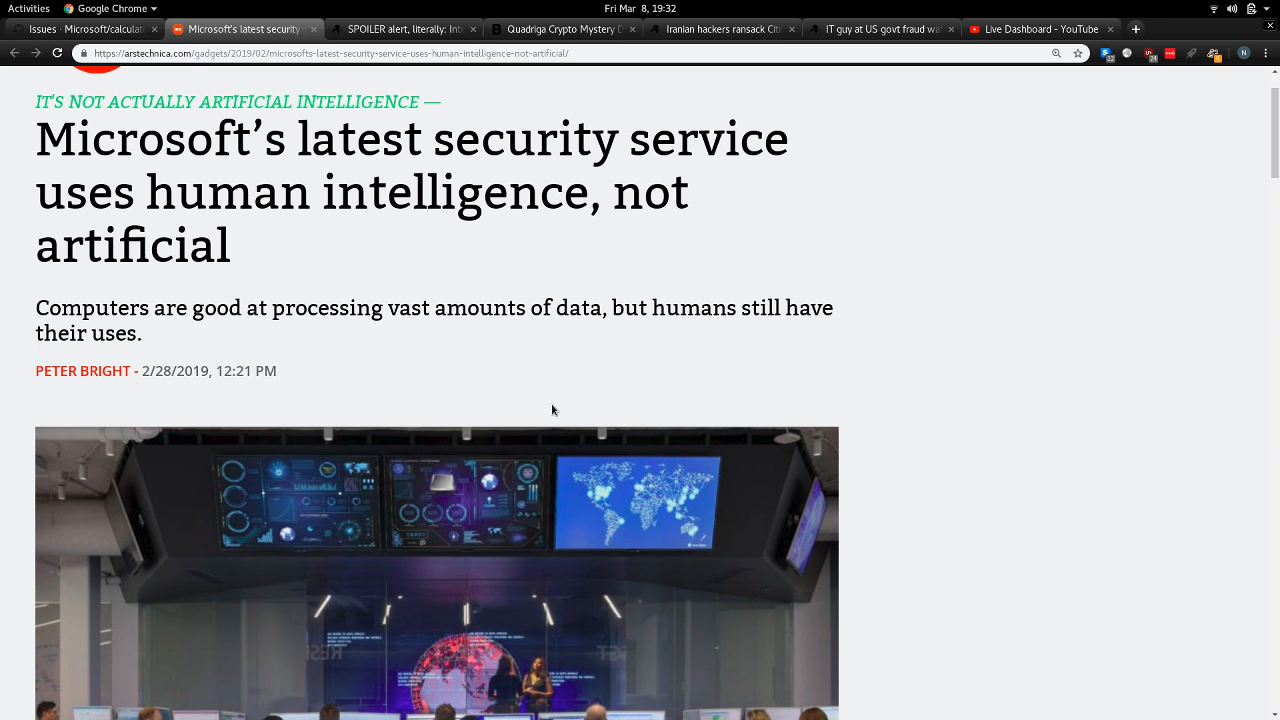 Activities Google Chrome Fri Mar 8, 19:32
Issues · Microsoft/calculat Microsoft's latest security SPOILER alert, literally: Int Quadriga Crypto Mystery D Iranian hackers ransack Cit IT guy at US govt fraud wat Live Dashboard - YouTube
https://arstechnica.com/gadgets/2019/02/microsofts-latest-security-service-uses-human-intelligence-not-artificial/
IT'S NOT ACTUALLY ARTIFICIAL INTELLIGENCE —
Microsoft’s latest security service
uses human intelligence, not
artificial
Computers are good at processing vast amounts of data, but humans still have
their uses.
PETER BRIGHT - 2/28/2019, 12:21 PM